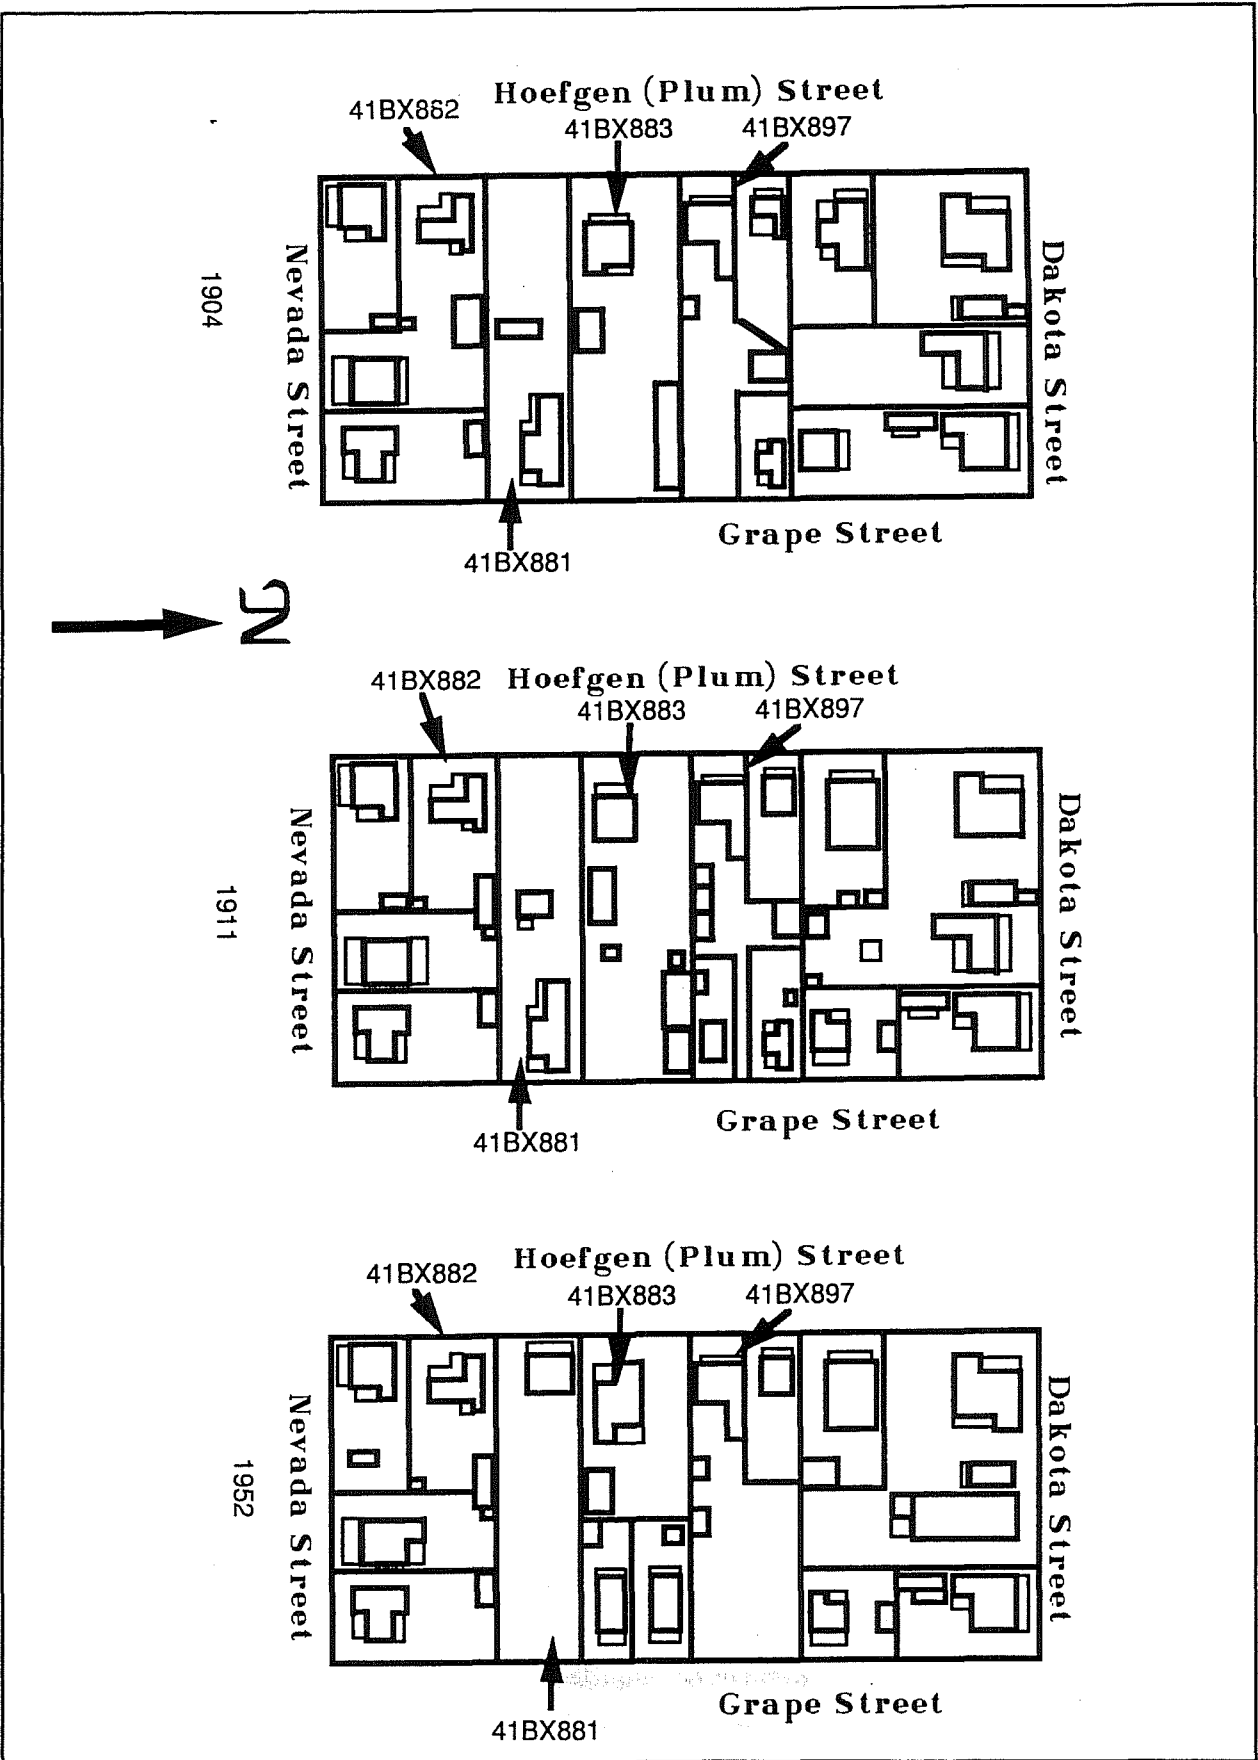 Hoefgen (Plum) Street
41BX882
41BX883
41BX897
Nevada Street
1904
Dakota Street
Grape Street
41BX881
N
Hoefgen (Plum) Street
41BX882
41BX883
41BX897
Nevada Street
1911
Dakota Street
Grape Street
41BX881
Hoefgen (Plum) Street
41BX882
41BX883
41BX897
Nevada Street
1952
Dakota Street
Grape Street
41BX881